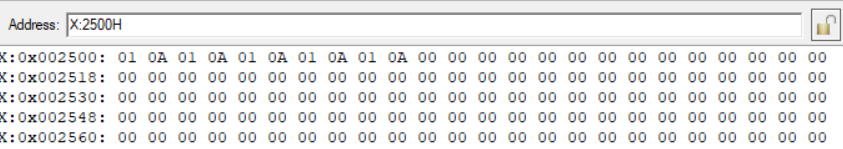 Address: X:2500H
X:0x002500: 01 0A 01 0A 01 0A 01 0A 01 0A 00 00 00 00 00 00 00 00 00 00 00 00 00 00
X:0x002518: 00 00 00 00 00 00 00 00 00 00 00 00 00 00 00 00 00 00 00 00 00 00 00 00
X:0x002530: 00 00 00 00 00 00 00 00 00 00 00 00 00 00 00 00 00 00 00 00 00 00 00 00
X:0x002548: 00 00 00 00 00 00 00 00 00 00 00 00 00 00 00 00 00 00 00 00 00 00 00 00
X:0x002560: 00 00 00 00 00 00 00 00 00 00 00 00 00 00 00 00 00 00 00 00 00 00 00 00